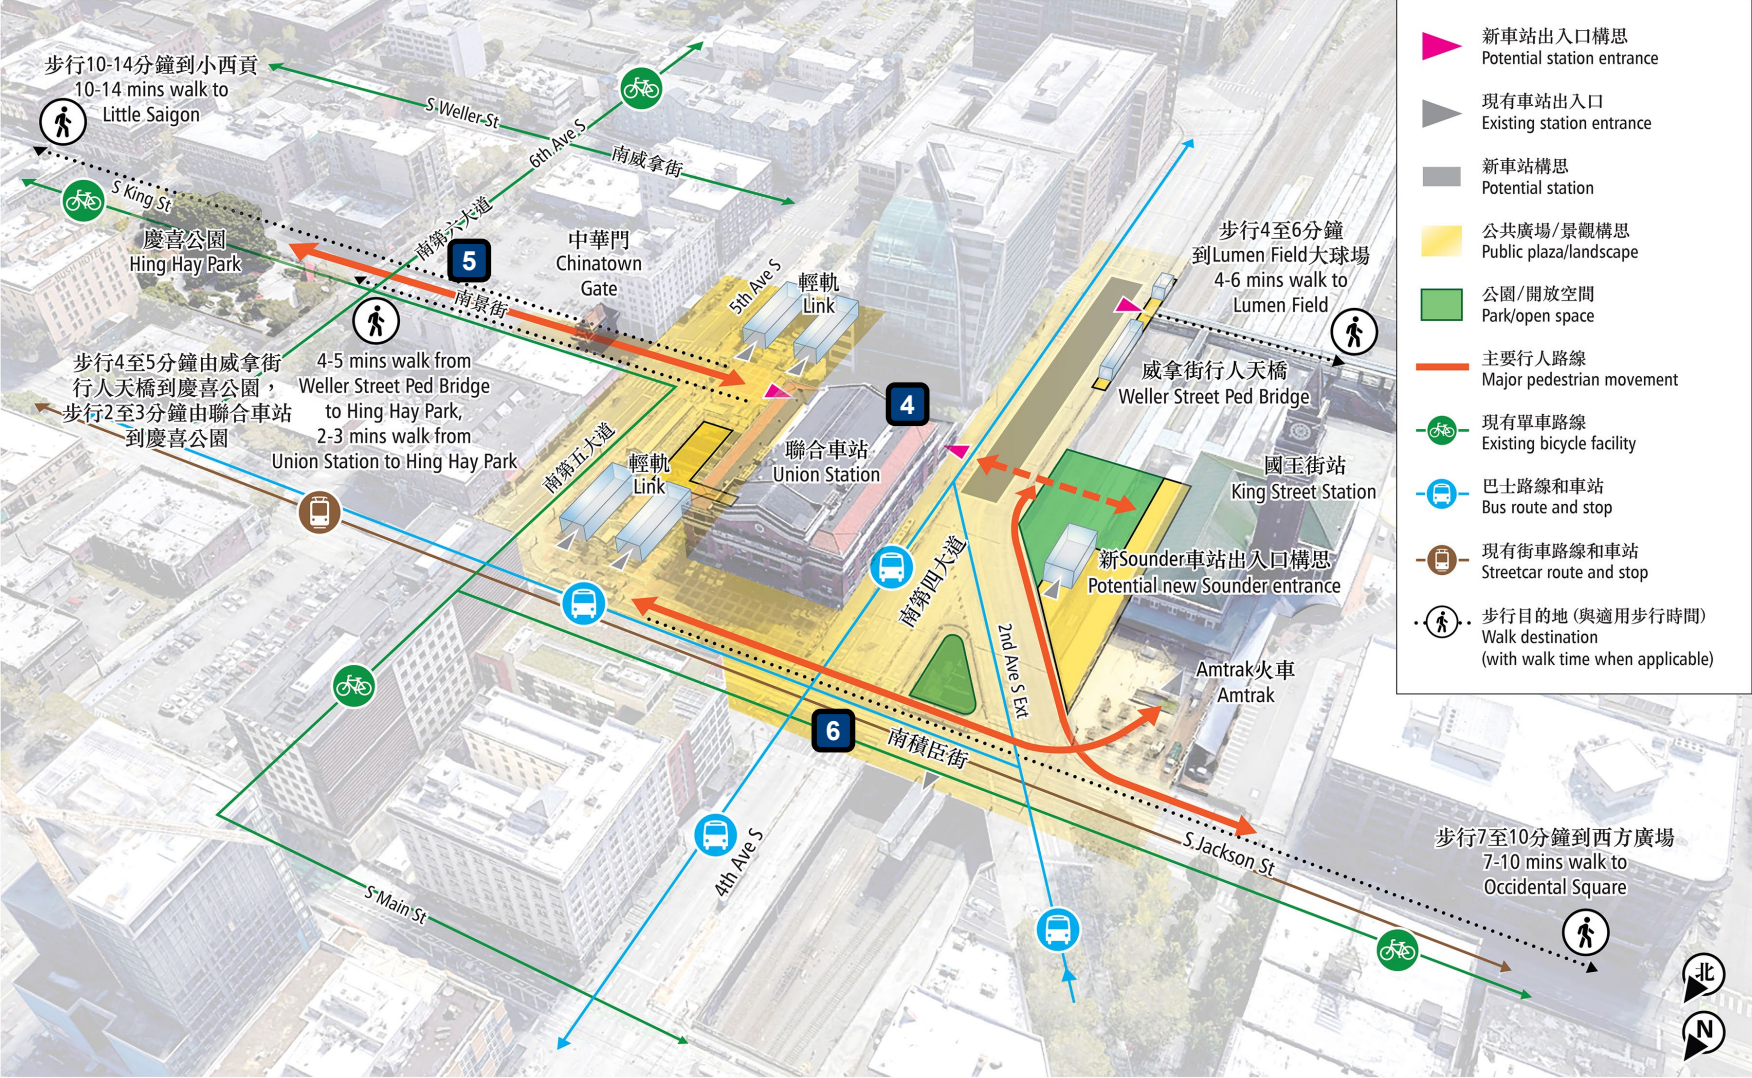 步行10-14分鐘到小西貢
10-14 mins walk to
Little Saigon
S Weller St
南威拿街
6th Ave S
南第六大道
S King St
慶喜公園
Hing Hay Park
5
南景街
中華門
Chinatown
Gate
5th Ave S
輕軌
Link
步行4至6分鐘
到Lumen Field大球場
4-6 mins walk to
Lumen Field
威拿街行人天橋
Weller Street Ped Bridge
步行4至5分鐘由威拿街
行人天橋到慶喜公園，
步行2至3分鐘由聯合車站
到慶喜公園
4-5 mins walk from
Weller Street Ped Bridge
to Hing Hay Park,
2-3 mins walk from
Union Station to Hing Hay Park
南第五大道
輕軌
Link
聯合車站
Union Station
4
國王街站
King Street Station
新Sounder車站出入口構思
Potential new Sounder entrance
南第四大道
2nd Ave S Ext
Amtrak火車
Amtrak
6
南積臣街
S Jackson St
4th Ave S
S Main St
步行7至10分鐘到西方廣場
7-10 mins walk to
Occidental Square
新車站出入口構思
Potential station entrance
現有車站出入口
Existing station entrance
新車站構思
Potential station
公共廣場/景觀構思
Public plaza/landscape
公園/開放空間
Park/open space
主要行人路線
Major pedestrian movement
現有單車路線
Existing bicycle facility
巴士路線和車站
Bus route and stop
現有街車路線和車站
Streetcar route and stop
步行目的地 (與適用步行時間)
Walk destination
(with walk time when applicable)
北
N